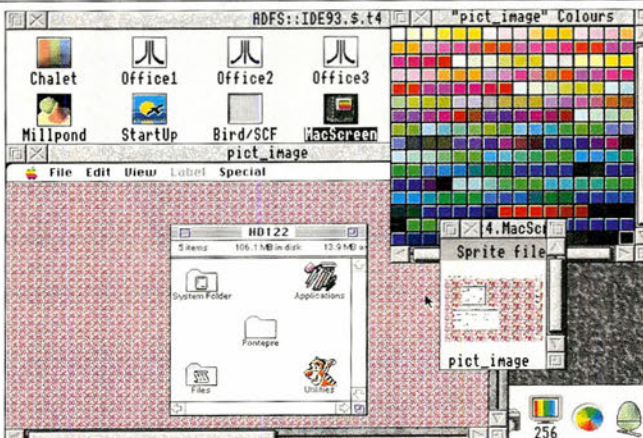 ADFS::IDE93.$.t4
"pict_image" Colours
Chalet Office1 Office2 Office3
Millpond StartUp Bird/SCF MacScreen
pict_image
File Edit View Label Special
HD122
5 items 106.1 MB in disk 13.9 MB
System Folder Applications
Fontepre
Files Utilities
4.MacScr
Sprite file
pict_image
256